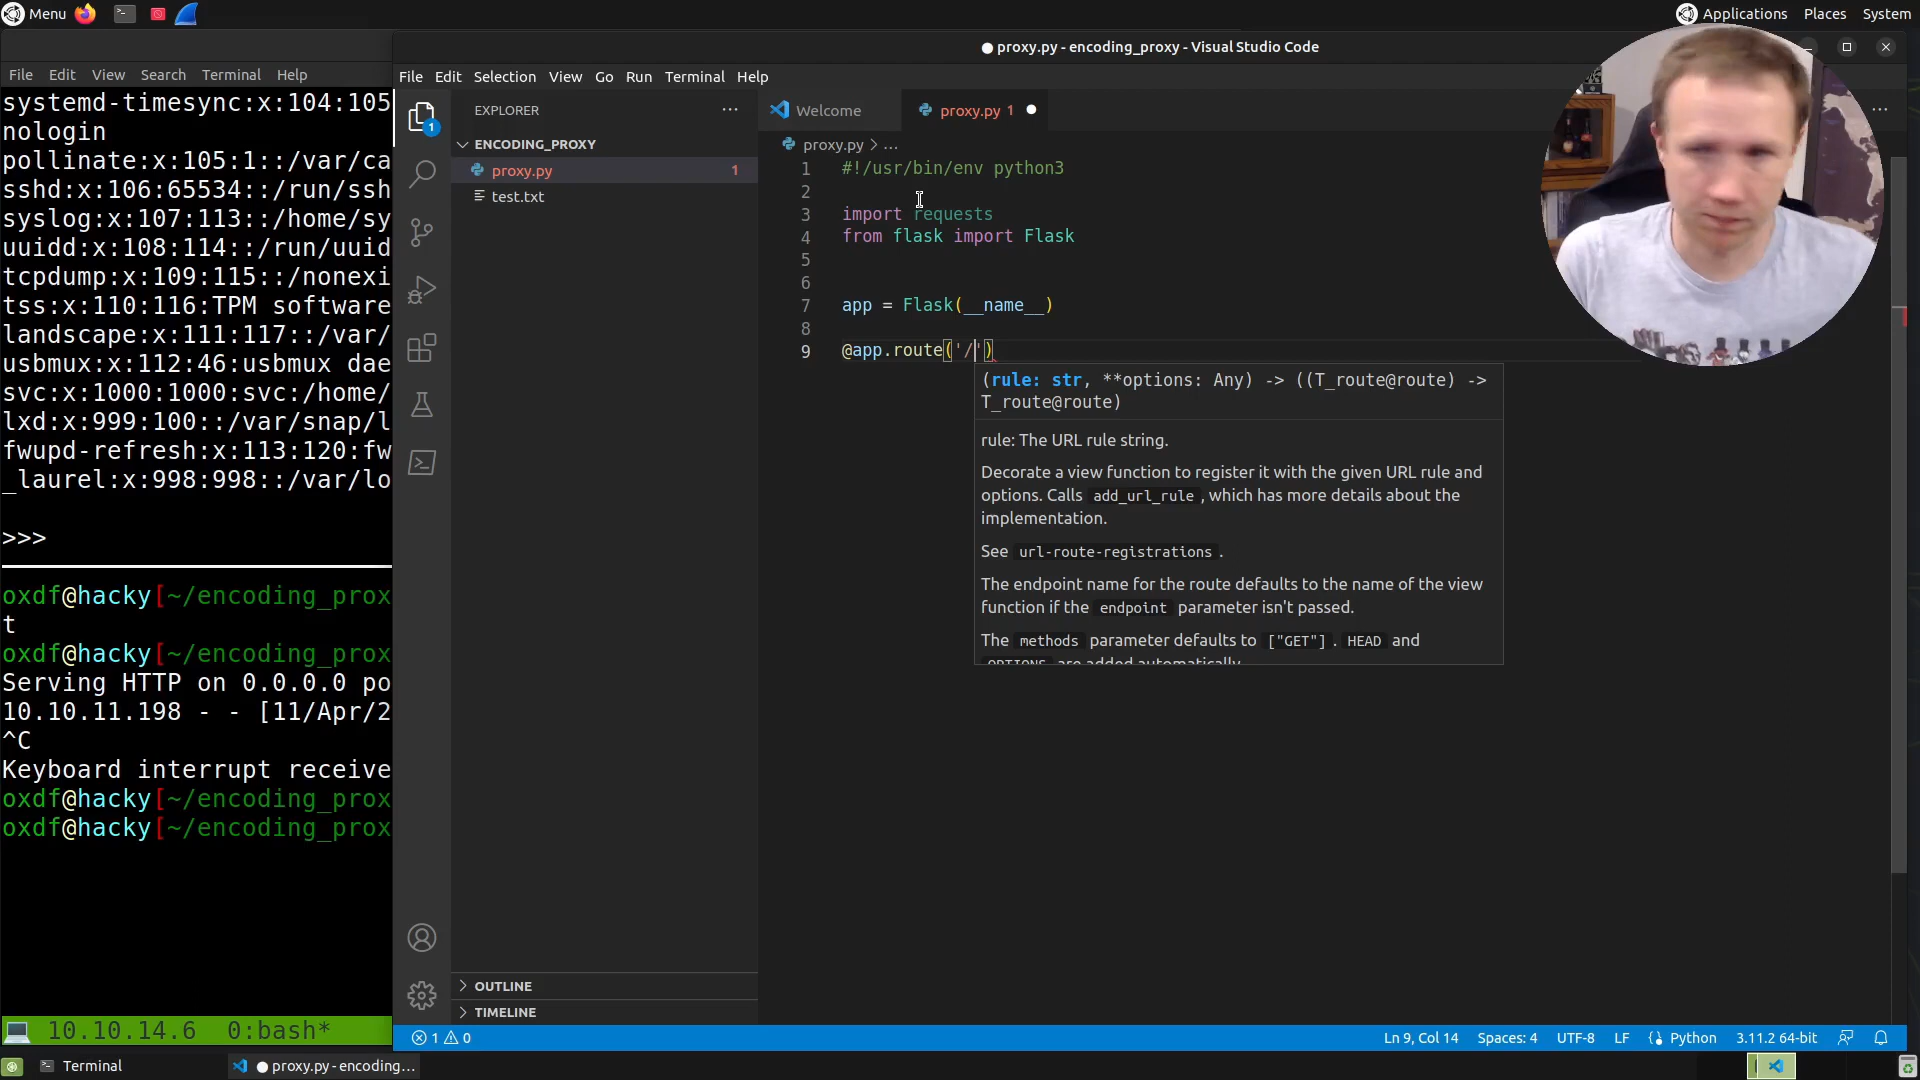 Menu
Applications Places System
proxy.py - encoding_proxy - Visual Studio Code
File Edit View Search Terminal Help
systemd-timesync:x:104:105
nologin
pollinate:x:105:1::/var/ca
sshd:x:106:65534::/run/ssh
syslog:x:107:113::/home/sy
uuidd:x:108:114::/run/uuid
tcpdump:x:109:115::/nonexi
tss:x:110:116:TPM software
landscape:x:111:117::/var/
usbmux:x:112:46:usbmux dae
svc:x:1000:1000:svc:/home/
lxd:x:999:100::/var/snap/l
fwupd-refresh:x:113:120:fw
_laurel:x:998:998::/var/lo
>>>
oxdf@hacky[~/encoding_prox
t
oxdf@hacky[~/encoding_prox
Serving HTTP on 0.0.0.0 po
10.10.11.198 - - [11/Apr/2
^C
Keyboard interrupt receive
oxdf@hacky[~/encoding_prox
oxdf@hacky[~/encoding_prox
10.10.14.6 0:bash*
File Edit Selection View Go Run Terminal Help
EXPLORER ...
ENCODING_PROXY
proxy.py 1
test.txt
OUTLINE
TIMELINE
1
Welcome
proxy.py 1
...
proxy.py > ...
1 #!/usr/bin/env python3
2
3 import requests
4 from flask import Flask
5
6
7 app = Flask(__name__)
8
9 @app.route('/')
(rule: str, **options: Any) -> ((T_route@route) ->
T_route@route)
rule: The URL rule string.
Decorate a view function to register it with the given URL rule and
options. Calls add_url_rule, which has more details about the
implementation.
See url-route-registrations.
The endpoint name for the route defaults to the name of the view
function if the endpoint parameter isn't passed.
The methods parameter defaults to ["GET"]. HEAD and
OPTIONS are added automatically.
1 0
Ln 9, Col 14 Spaces: 4 UTF-8 LF Python 3.11.2 64-bit
Terminal
proxy.py - encoding...